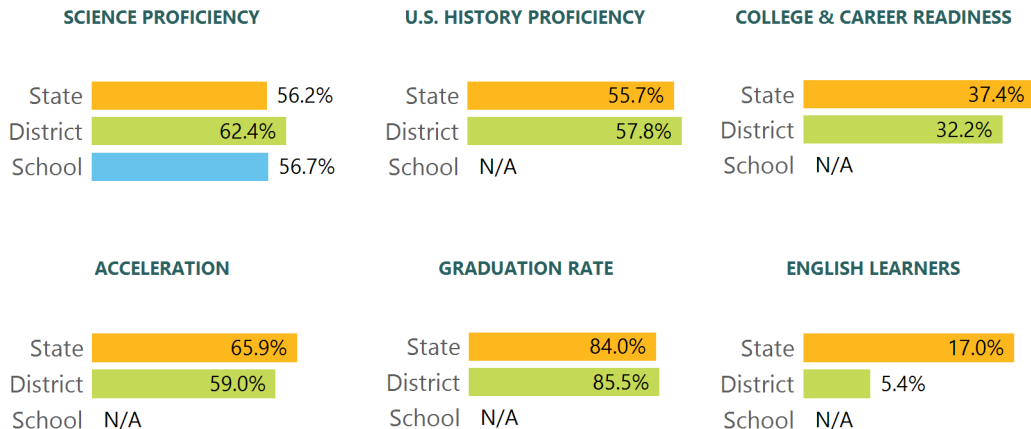 SCIENCE PROFICIENCY
State 56.2%
District 62.4%
School 56.7%
U.S. HISTORY PROFICIENCY
State 55.7%
District 57.8%
School N/A
COLLEGE & CAREER READINESS
State 37.4%
District 32.2%
School N/A
ACCELERATION
State 65.9%
District 59.0%
School N/A
GRADUATION RATE
State 84.0%
District 85.5%
School N/A
ENGLISH LEARNERS
State 17.0%
District 5.4%
School N/A